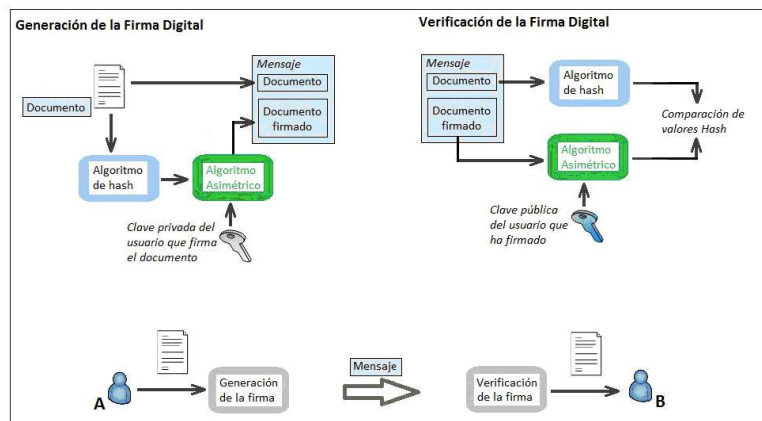 Generación de la Firma Digital
Mensaje
Documento
Documento
Documento
firmado
Algoritmo
de hash
Algoritmo
Asimétrico
Clave privada del
usuario que firma
el documento
Verificación de la Firma Digital
Mensaje
Documento
Documento
firmado
Algoritmo
de hash
Algoritmo
Asimétrico
Comparación de
valores Hash
Clave pública
del usuario que
ha firmado
A
Generación
de la firma
Mensaje
Verificación
de la firma
B